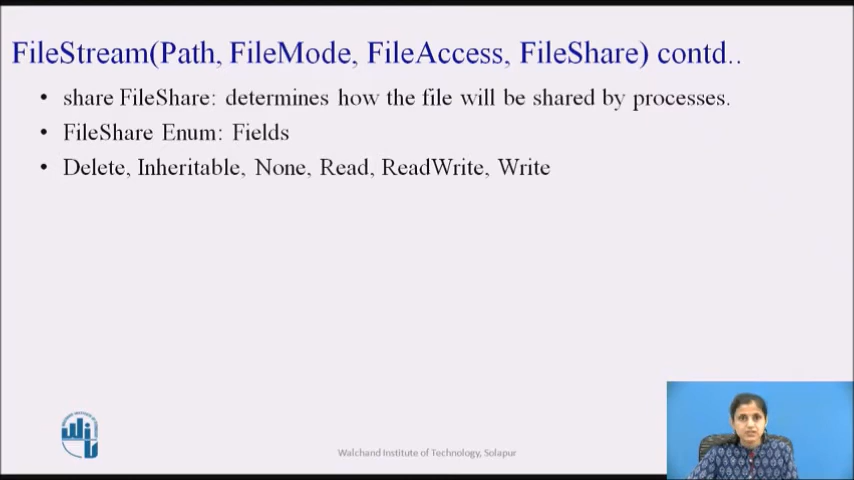 FileStream(Path, FileMode, FileAccess, FileShare) contd..
• share FileShare: determines how the file will be shared by processes.
• FileShare Enum: Fields
• Delete, Inheritable, None, Read, ReadWrite, Write
Walchand Institute of Technology, Solapur